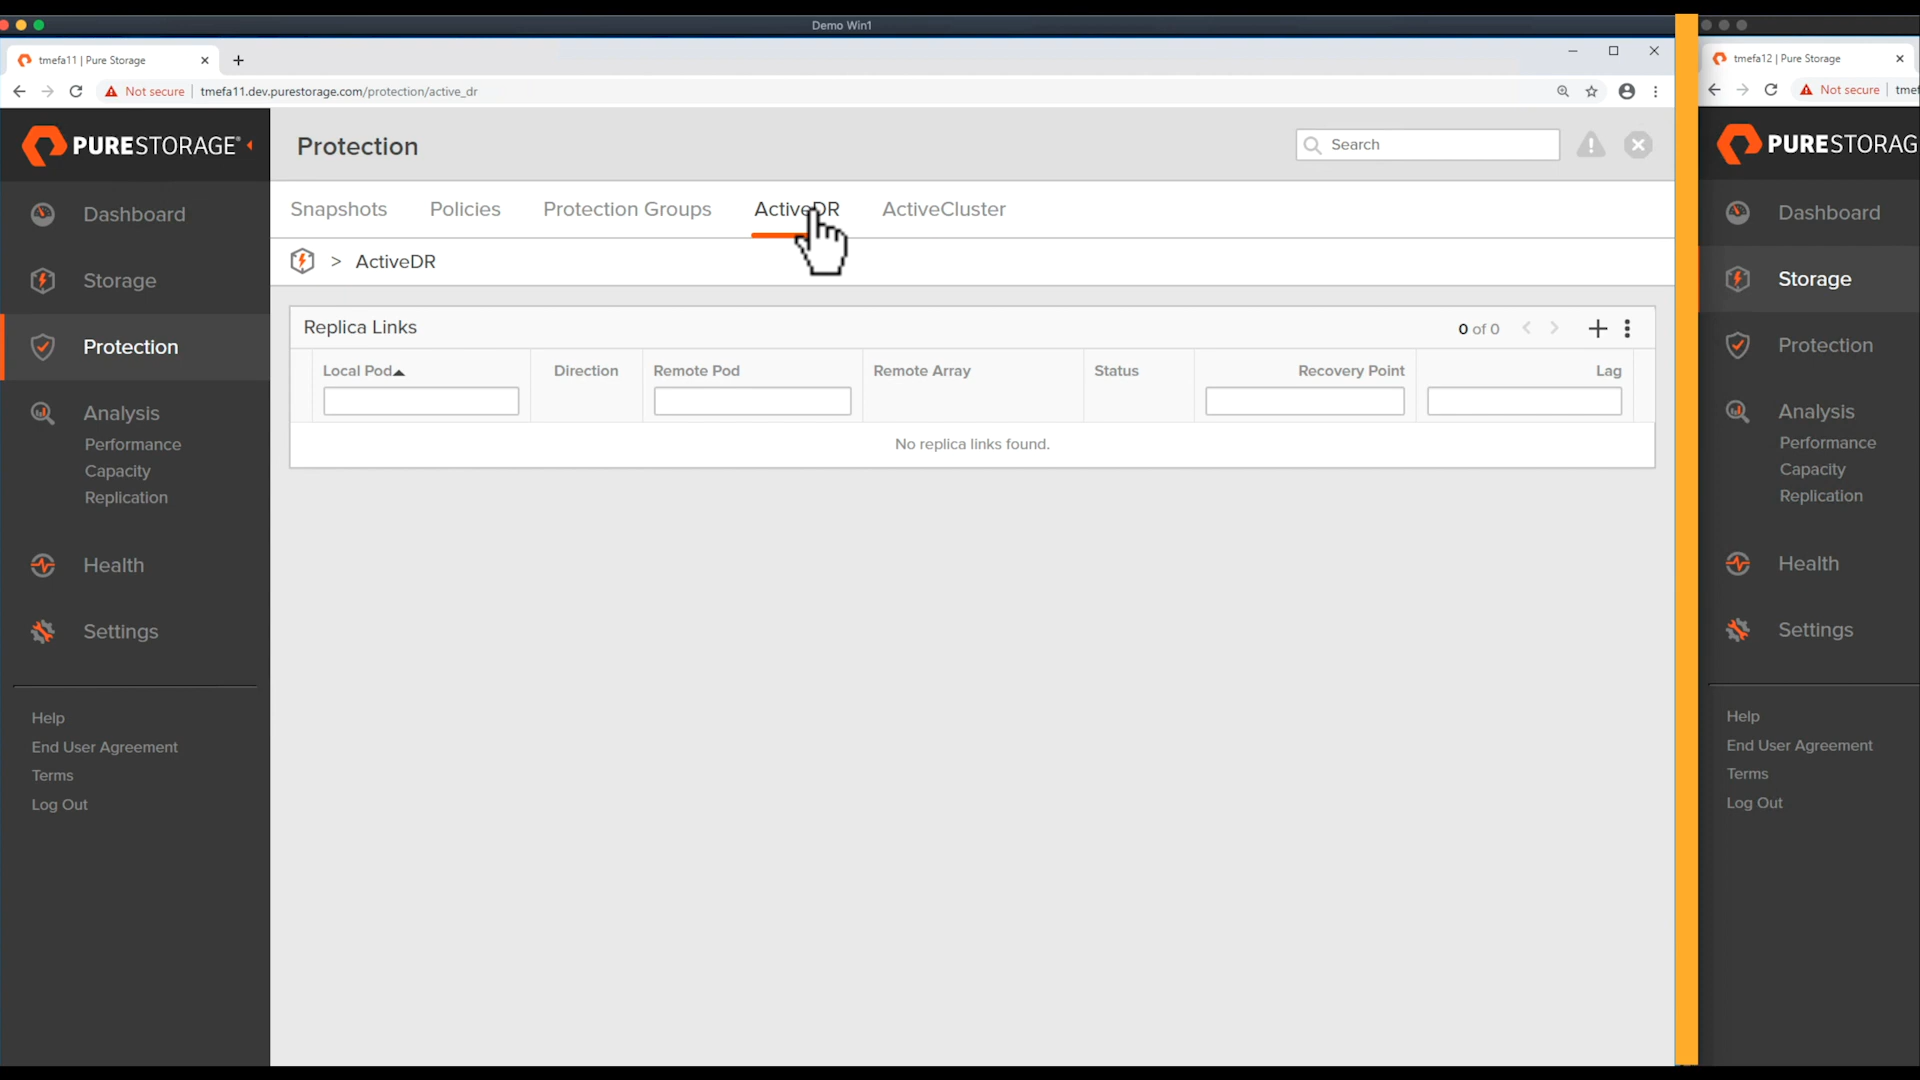 Demo Win1
tmefa11 | Pure Storage
Not secure
tmefa11.dev.purestorage.com/protection/active_dr
PURESTORAGE®
Dashboard
Storage
Protection
Analysis
Performance
Capacity
Replication
Health
Settings
Help
End User Agreement
Terms
Log Out
Protection
Search
Snapshots
Policies
Protection Groups
ActiveDR
ActiveCluster
> ActiveDR
Replica Links
0 of 0
Local Pod
Direction
Remote Pod
Remote Array
Status
Recovery Point
Lag
No replica links found.
tmefa12 | Pure Storage
Not secure
tmef
PURESTORAG
Dashboard
Storage
Protection
Analysis
Performance
Capacity
Replication
Health
Settings
Help
End User Agreement
Terms
Log Out